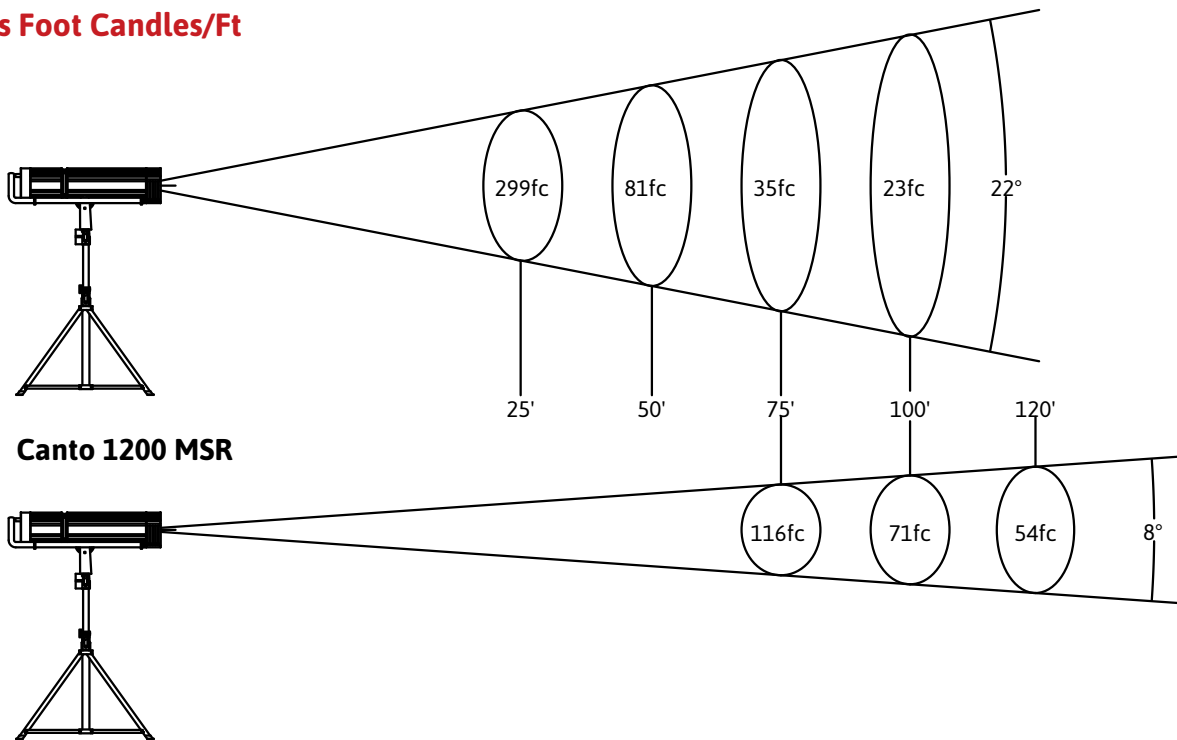 s Foot Candles/Ft
299fc 81fc 35fc 23fc 22°
25' 50' 75' 100' 120'
Canto 1200 MSR
116fc 71fc 54fc 8°